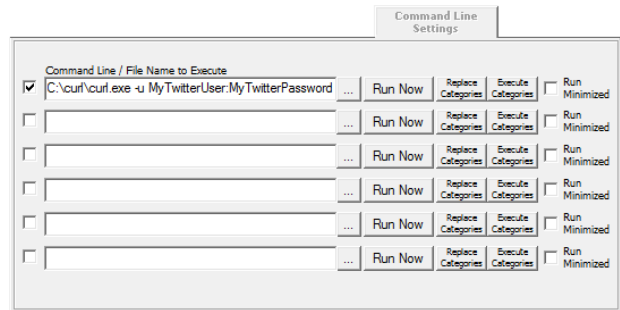 Command Line
Settings
Command Line / File Name to Execute
C:\curl\curl.exe -u MyTwitterUser:MyTwitterPassword ... Run Now Replace Categories Execute Categories Run Minimized
... Run Now Replace Categories Execute Categories Run Minimized
... Run Now Replace Categories Execute Categories Run Minimized
... Run Now Replace Categories Execute Categories Run Minimized
... Run Now Replace Categories Execute Categories Run Minimized
... Run Now Replace Categories Execute Categories Run Minimized